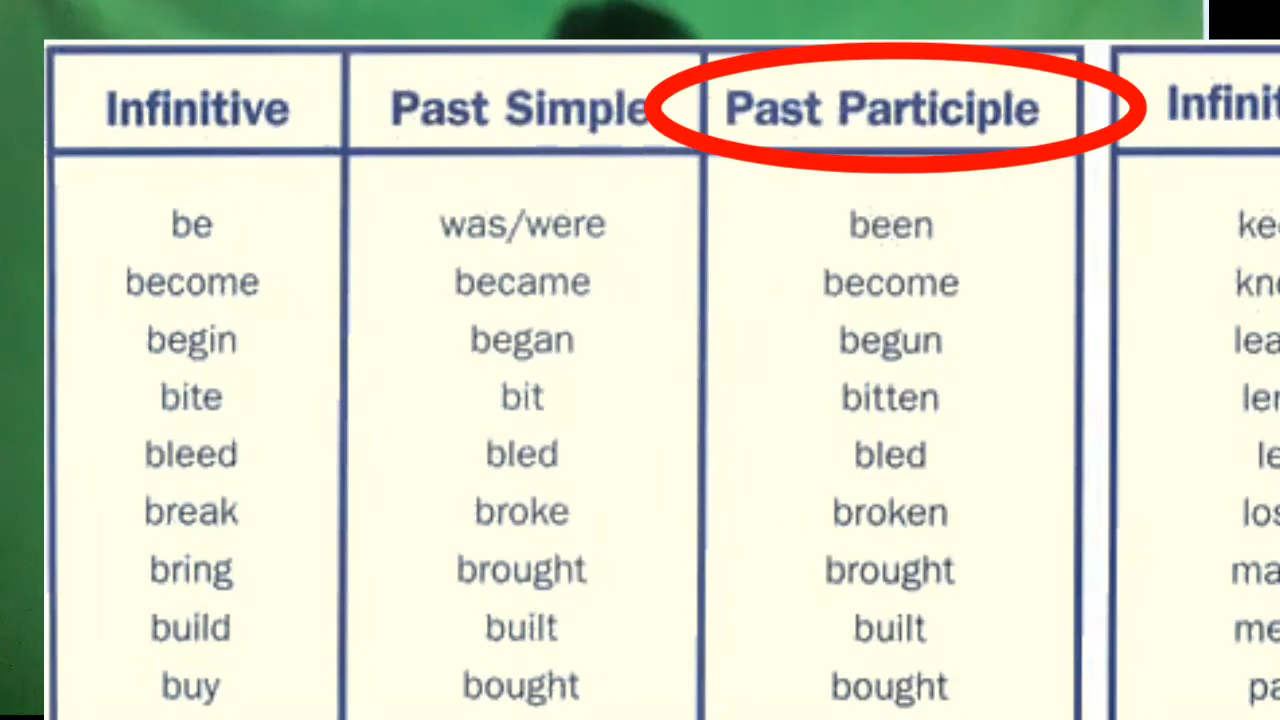 Infinitive Past Simple Past Participle
be was/were been
become became become
begin began begun
bite bit bitten
bleed bled bled
break broke broken
bring brought brought
build built built
buy bought bought